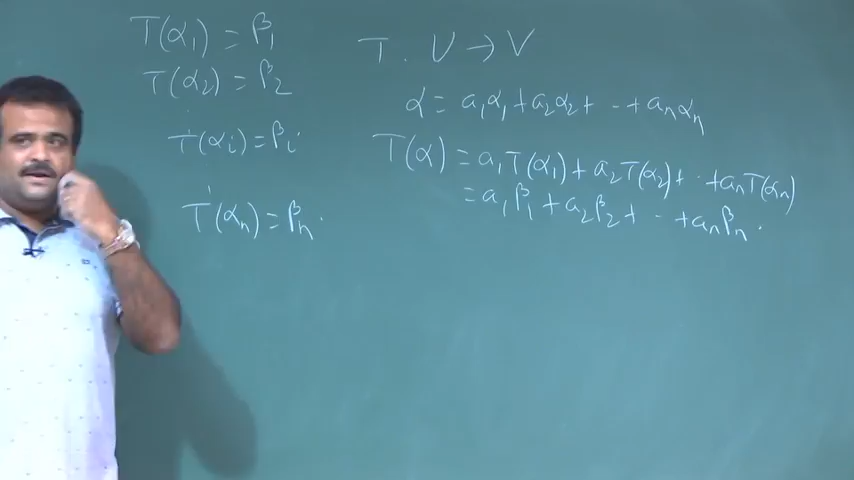 T(α₁) = β₁
T(α₂) = β₂
T(αᵢ) = βᵢ
T(αₙ) = βₙ.
T. V → V
α = a₁α₁ + a₂α₂ + -- + aₙαₙ
T(α) = a₁T(α₁) + a₂T(α₂) + ·· + aₙT(αₙ)
= a₁β₁ + a₂β₂ + ·· + aₙβₙ.